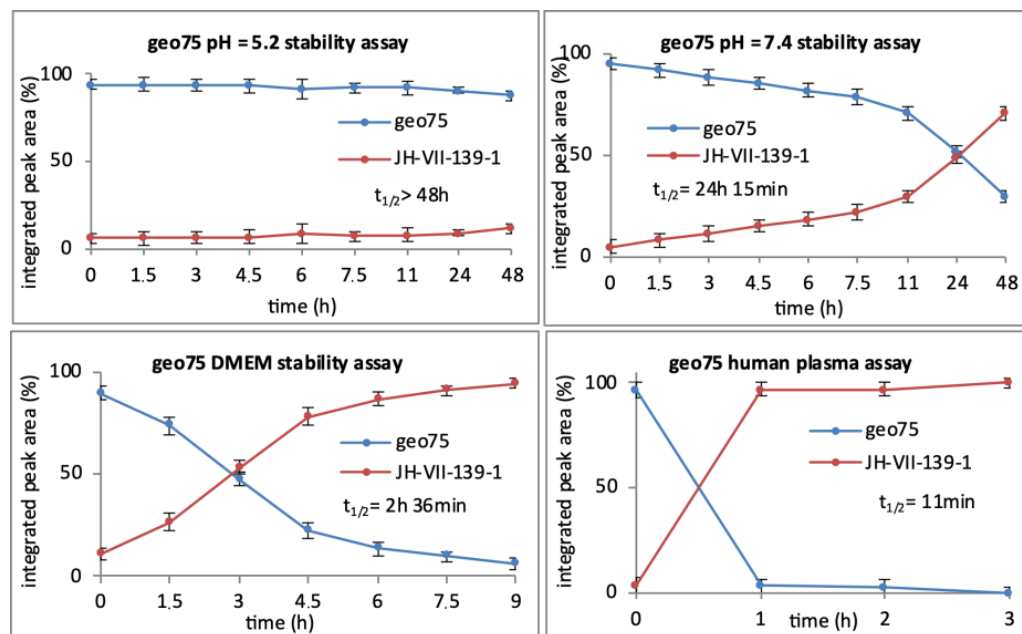 geo75 pH = 5.2 stability assay
integrated peak area (%)
100
50
0
geo75
JH-VII-139-1
t1/2> 48h
0 1.5 3 4.5 6 7.5 11 24 48
time (h)
geo75 pH = 7.4 stability assay
integrated peak area (%)
100
50
0
geo75
JH-VII-139-1
t1/2= 24h 15min
0 1.5 3 4.5 6 7.5 11 24 48
time (h)
geo75 DMEM stability assay
integrated peak area (%)
100
50
0
geo75
JH-VII-139-1
t1/2= 2h 36min
0 1.5 3 4.5 6 7.5 9
time (h)
geo75 human plasma assay
integrated peak area (%)
100
50
0
geo75
JH-VII-139-1
t1/2= 11min
0 1 2 3
time (h)